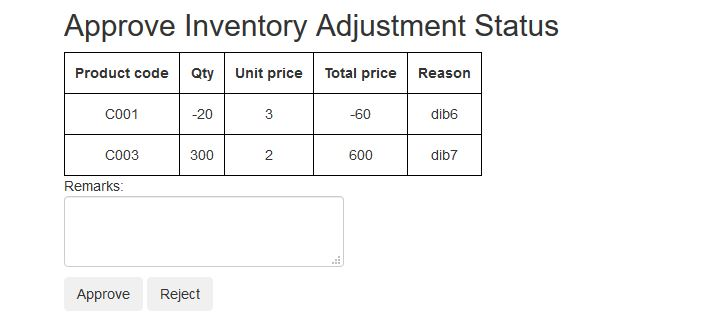 Approve Inventory Adjustment Status
Product code Qty Unit price Total price Reason
C001 -20 3 -60 dib6
C003 300 2 600 dib7
Remarks:
Approve Reject